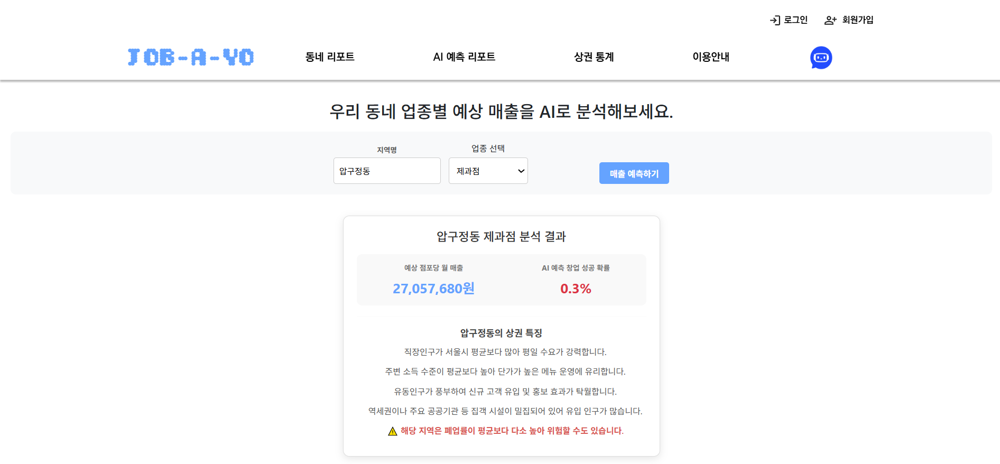 로그인 회원가입
JOB-A-YO 동네 리포트 AI 예측 리포트 상권 통계 이용안내
우리 동네 업종별 예상 매출을 AI로 분석해보세요.
지역명 업종 선택
압구정동 제과점 매출 예측하기
압구정동 제과점 분석 결과
예상 점포당 월 매출 AI 예측 창업 성공 확률
27,057,680원 0.3%
압구정동의 상권 특징
직장인구가 서울시 평균보다 많아 평일 수요가 강력합니다.
주변 소득 수준이 평균보다 높아 단가가 높은 메뉴 운영에 유리합니다.
유동인구가 풍부하여 신규 고객 유입 및 홍보 효과가 탁월합니다.
역세권이나 주요 공공기관 등 집객 시설이 밀집되어 있어 유입 인구가 많습니다.
⚠ 해당 지역은 폐업률이 평균보다 다소 높아 위험할 수도 있습니다.